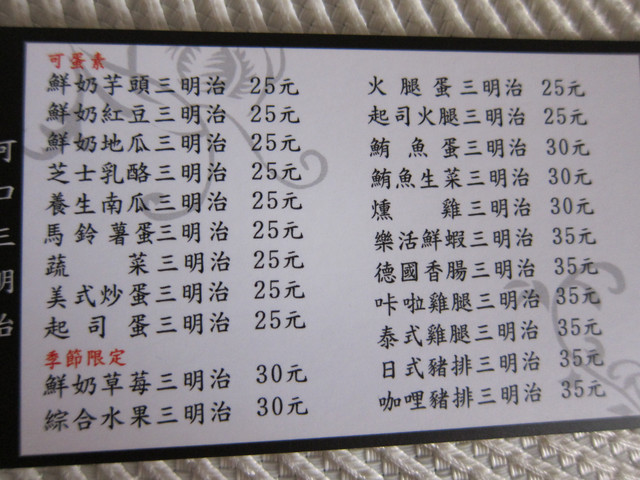 可口三明治
可蛋素
鮮奶芋頭三明治 25元
鮮奶紅豆三明治 25元
鮮奶地瓜三明治 25元
芝士乳酪三明治 25元
養生南瓜三明治 25元
馬鈴薯蛋三明治 25元
蔬 菜三明治 25元
美式炒蛋三明治 25元
起司 蛋三明治 25元
季節限定
鮮奶草莓三明治 30元
綜合水果三明治 30元
火腿蛋三明治 25元
起司火腿三明治 25元
鮪魚蛋三明治 30元
鮪魚生菜三明治 30元
燻 雞三明治 30元
樂活鮮蝦三明治 35元
德國香腸三明治 35元
咔啦雞腿三明治 35元
泰式雞腿三明治 35元
日式豬排三明治 35元
咖哩豬排三明治 35元